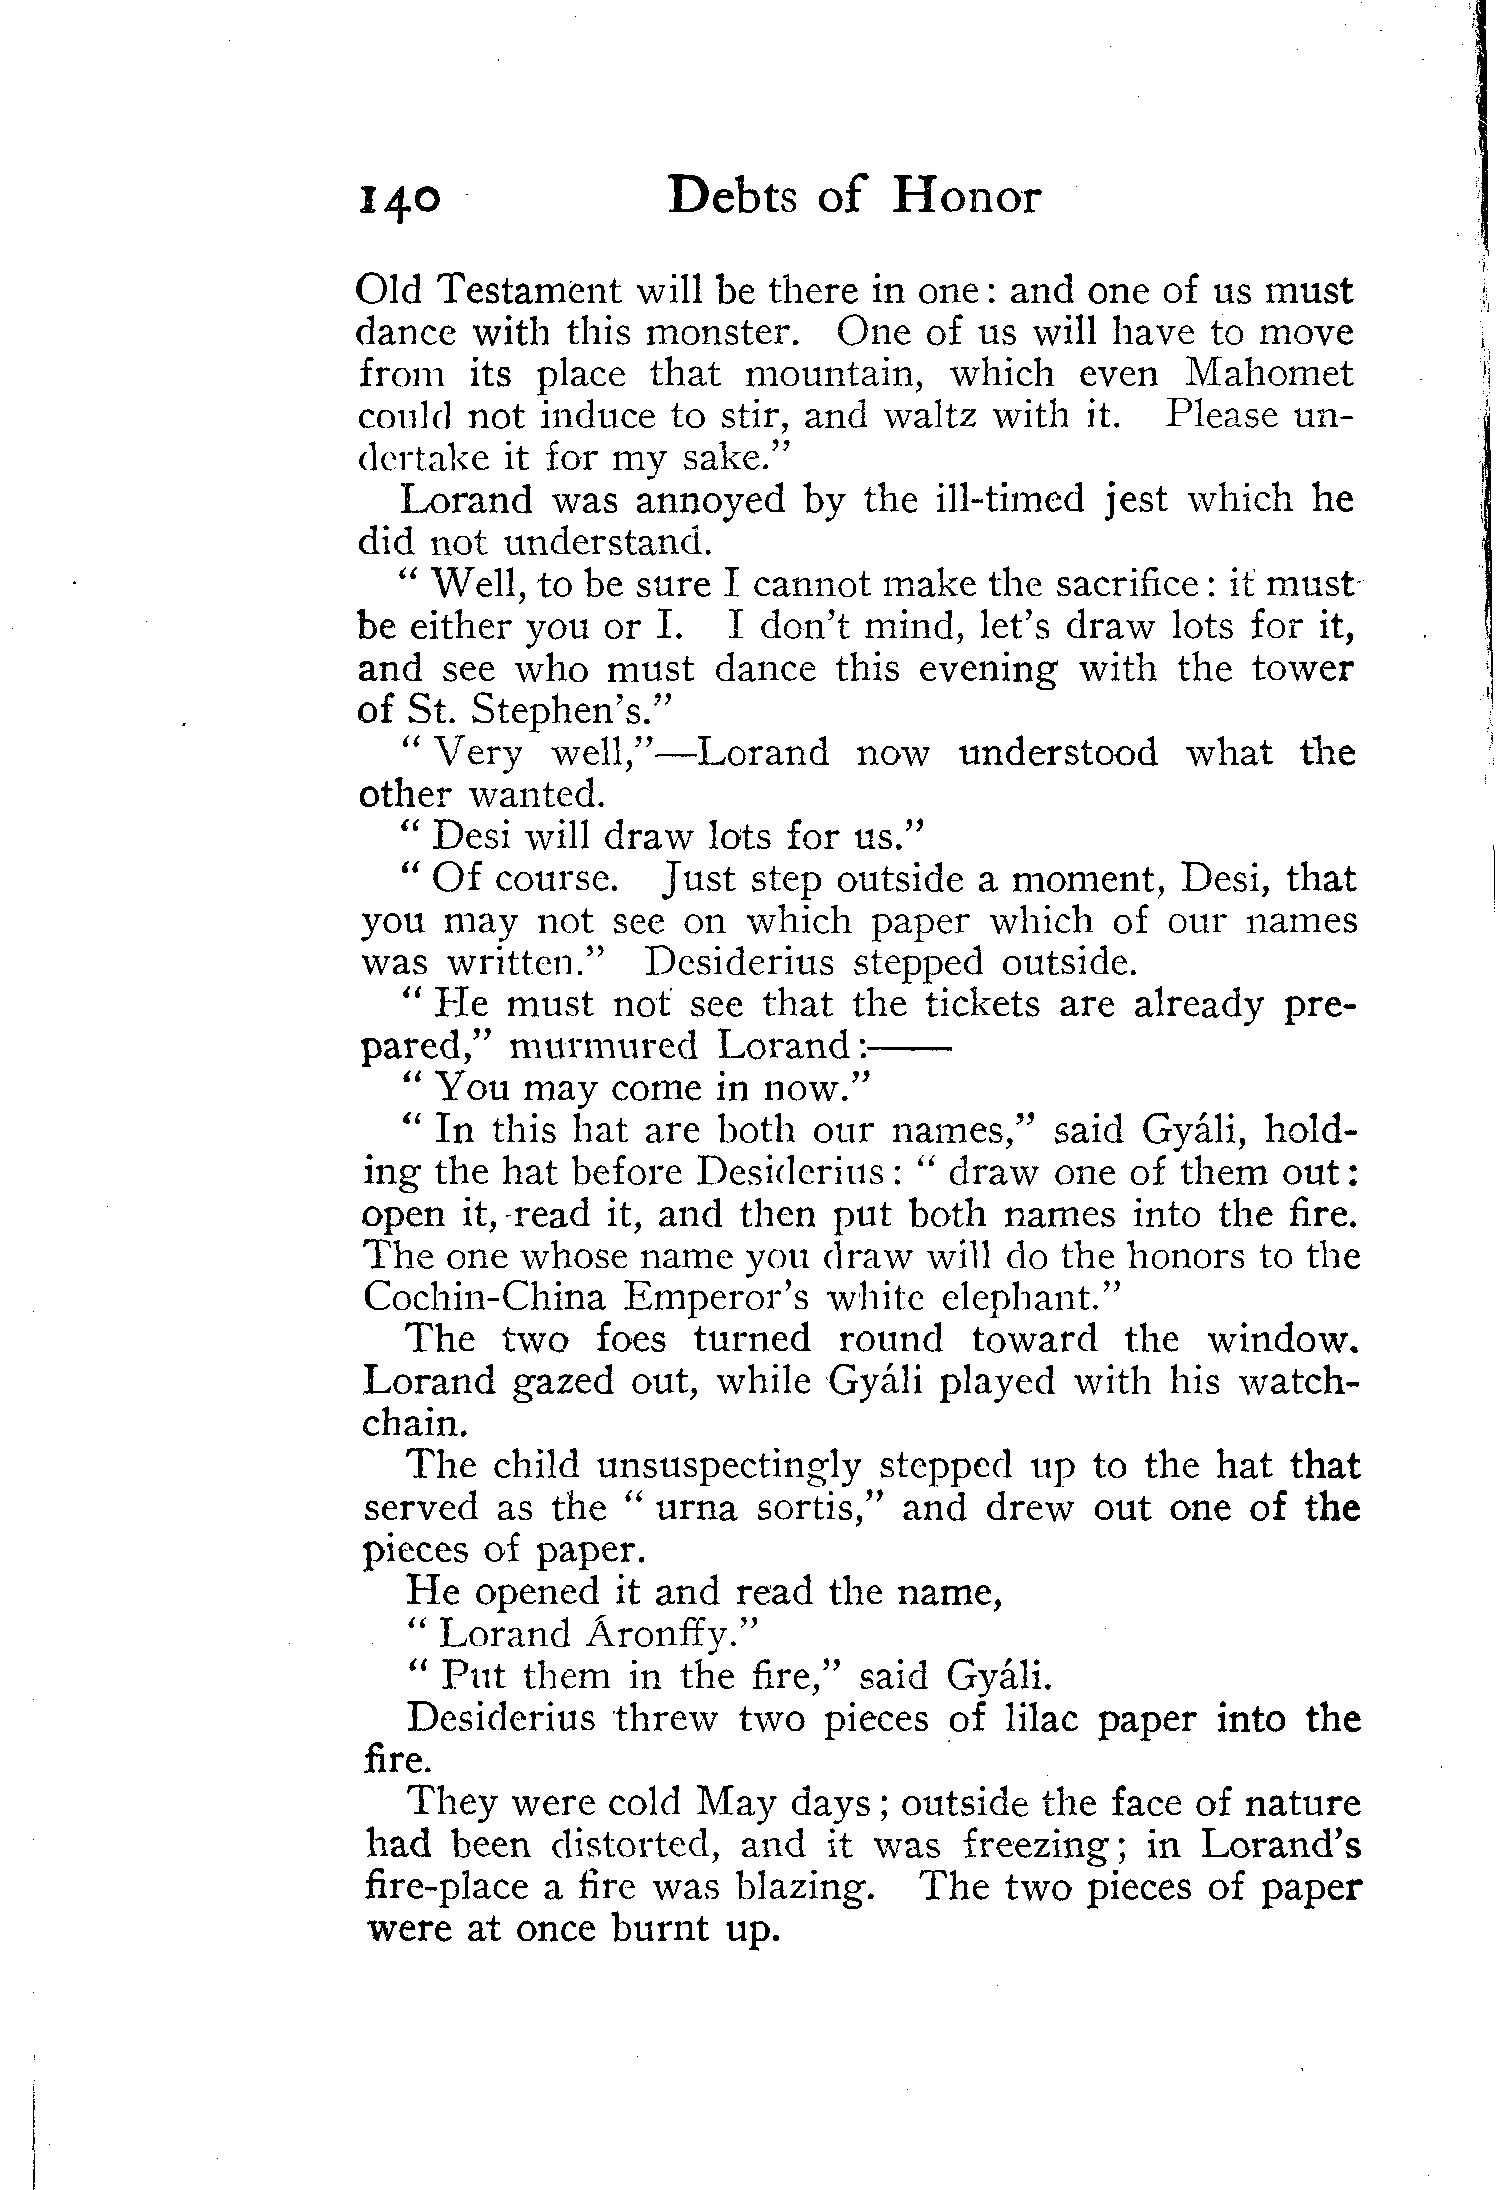 140 Debts of Honor
Old Testament will be there in one: and one of us must
dance with this monster. One of us will have to move
from its place that mountain, which even Mahomet
could not induce to stir, and waltz with it. Please un-
dertake it for my sake."
Lorand was annoyed by the ill-timed jest which he
did not understand.
"Well, to be sure I cannot make the sacrifice: it must
be either you or I. I don't mind, let's draw lots for it,
and see who must dance this evening with the tower
of St. Stephen's."
"Very well,"—Lorand now understood what the
other wanted.
"Desi will draw lots for us."
"Of course. Just step outside a moment, Desi, that
you may not see on which paper which of our names
was written." Desiderius stepped outside.
"He must not see that the tickets are already pre-
pared," murmured Lorand:——
"You may come in now."
"In this hat are both our names," said Gyáli, hold-
ing the hat before Desiderius: "draw one of them out:
open it, read it, and then put both names into the fire.
The one whose name you draw will do the honors to the
Cochin-China Emperor's white elephant."
The two foes turned round toward the window.
Lorand gazed out, while Gyáli played with his watch-
chain.
The child unsuspectingly stepped up to the hat that
served as the "urna sortis," and drew out one of the
pieces of paper.
He opened it and read the name,
"Lorand Áronffy."
"Put them in the fire," said Gyáli.
Desiderius threw two pieces of lilac paper into the
fire.
They were cold May days; outside the face of nature
had been distorted, and it was freezing; in Lorand's
fire-place a fire was blazing. The two pieces of paper
were at once burnt up.